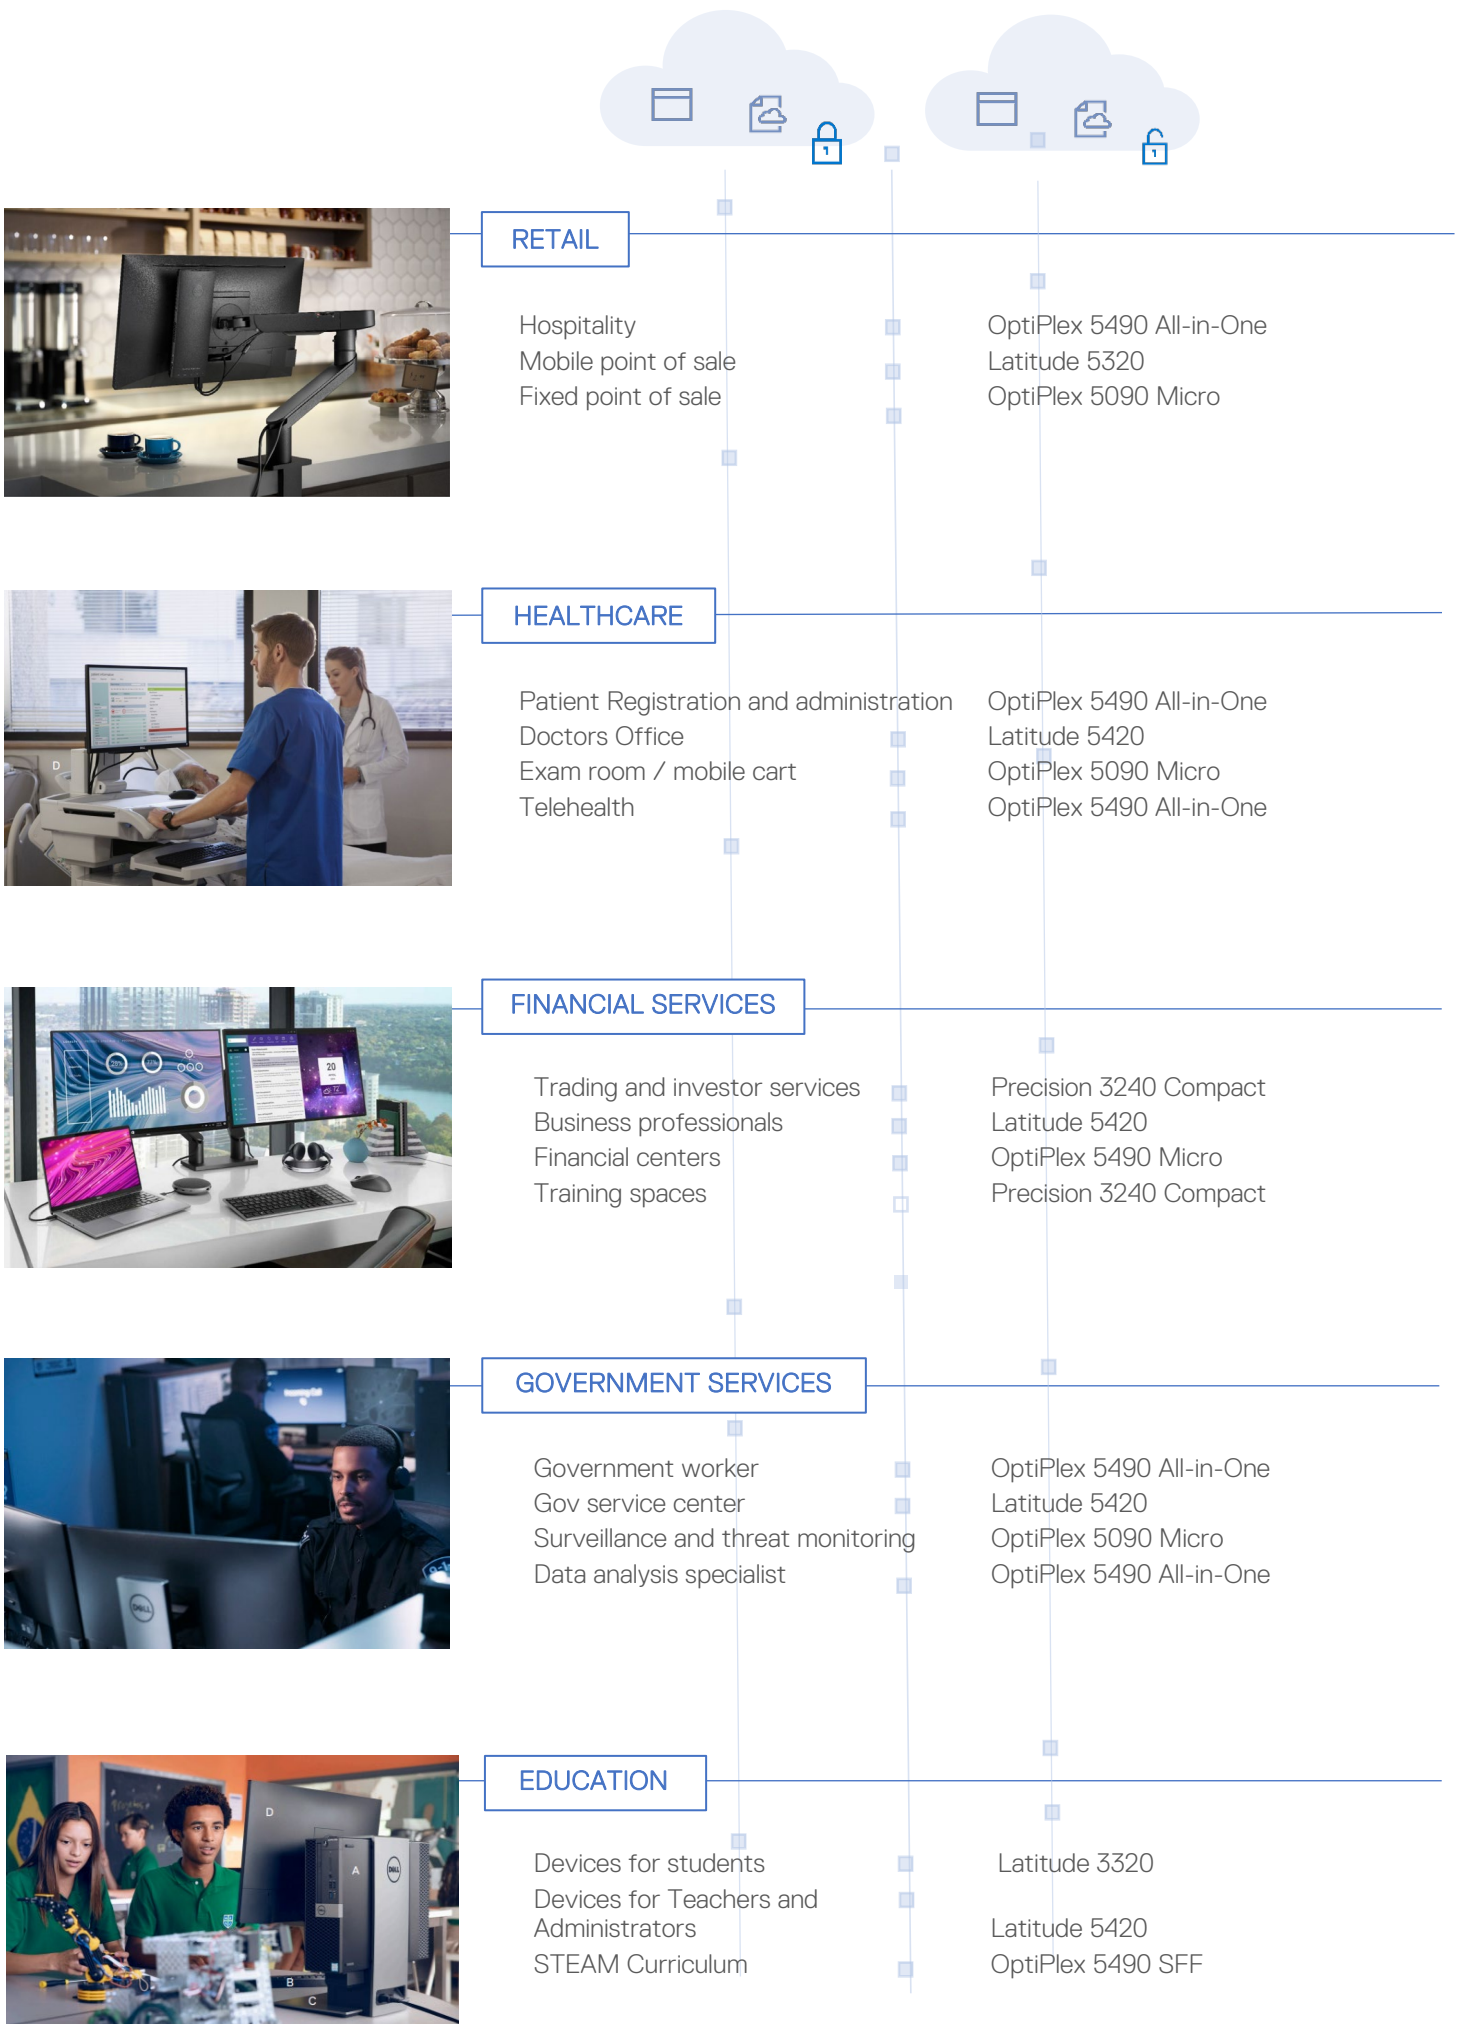 RETAIL
Hospitality OptiPlex 5490 All-in-One
Mobile point of sale Latitude 5320
Fixed point of sale OptiPlex 5090 Micro
HEALTHCARE
Patient Registration and administration OptiPlex 5490 All-in-One
Doctors Office Latitude 5420
Exam room / mobile cart OptiPlex 5090 Micro
Telehealth OptiPlex 5490 All-in-One
D
FINANCIAL SERVICES
Trading and investor services Precision 3240 Compact
Business professionals Latitude 5420
Financial centers OptiPlex 5490 Micro
Training spaces Precision 3240 Compact
20
GOVERNMENT SERVICES
Incoming Call
Government worker OptiPlex 5490 All-in-One
Gov service center Latitude 5420
Surveillance and threat monitoring OptiPlex 5090 Micro
Data analysis specialist OptiPlex 5490 All-in-One
DELL
EDUCATION
D
A
DELL
B
C
Devices for students Latitude 3320
Devices for Teachers and
Administrators Latitude 5420
STEAM Curriculum OptiPlex 5490 SFF